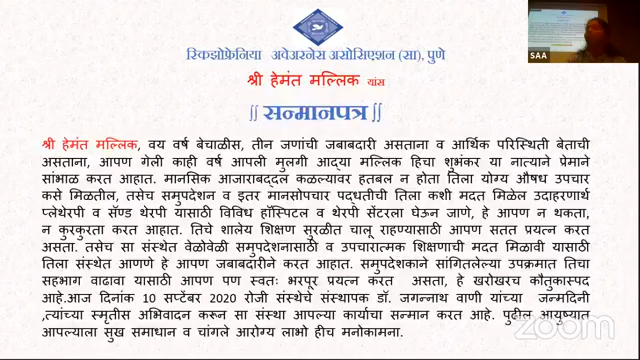 स्किझोफ्रेनिया अवेअरनेस असोसिएशन (सा), पुणे
श्री हेमंत मल्लिक यांस
ʃʃ सन्मानपत्र ʃʃ
श्री हेमंत मल्लिक, वय वर्ष बेचाळीस, तीन जणांची जबाबदारी असताना व आर्थिक परिस्थिती बेताची
असताना, आपण गेली काही वर्ष आपली मुलगी आद्या मल्लिक हिचा शुभंकर या नात्याने प्रेमाने
सांभाळ करत आहात. मानसिक आजाराबद्दल कळल्यावर हतबल न होता तिला योग्य औषध उपचार
कसे मिळतील, तसेच समुपदेशन व इतर मानसोपचार पद्धतीची तिला कशी मदत मिळेल उदाहरणार्थ
प्लेथेरपी व सॅण्ड थेरपी यासाठी विविध हॉस्पिटल व थेरपी सेंटरला घेऊन जाणे, हे आपण न थकता,
न कुरकुरता करत आहात. तिचे शालेय शिक्षण सुरळीत चालू राहण्यासाठी आपण सतत प्रयत्न करत
असता. तसेच सा संस्थेत वेळोवेळी समुपदेशनासाठी व उपचारात्मक शिक्षणाची मदत मिळावी यासाठी
तिला संस्थेत आणणे हे आपण जबाबदारीने करत आहात. समुपदेशकाने सांगितलेल्या उपक्रमात तिचा
सहभाग वाढावा यासाठी आपण पण स्वतः भरपूर प्रयत्न करत असता, हे खरोखरच कौतुकास्पद
आहे.आज दिनांक 10 सप्टेंबर 2020 रोजी संस्थेचे संस्थापक डॉ. जगन्नाथ वाणी यांच्या जन्मदिनी
,त्यांच्या स्मृतीस अभिवादन करून सा संस्था आपल्या कार्याचा सन्मान करत आहे. पुढील आयुष्यात
आपल्याला सुख समाधान व चांगले आरोग्य लाभो हीच मनोकामना.
SAA
zoom